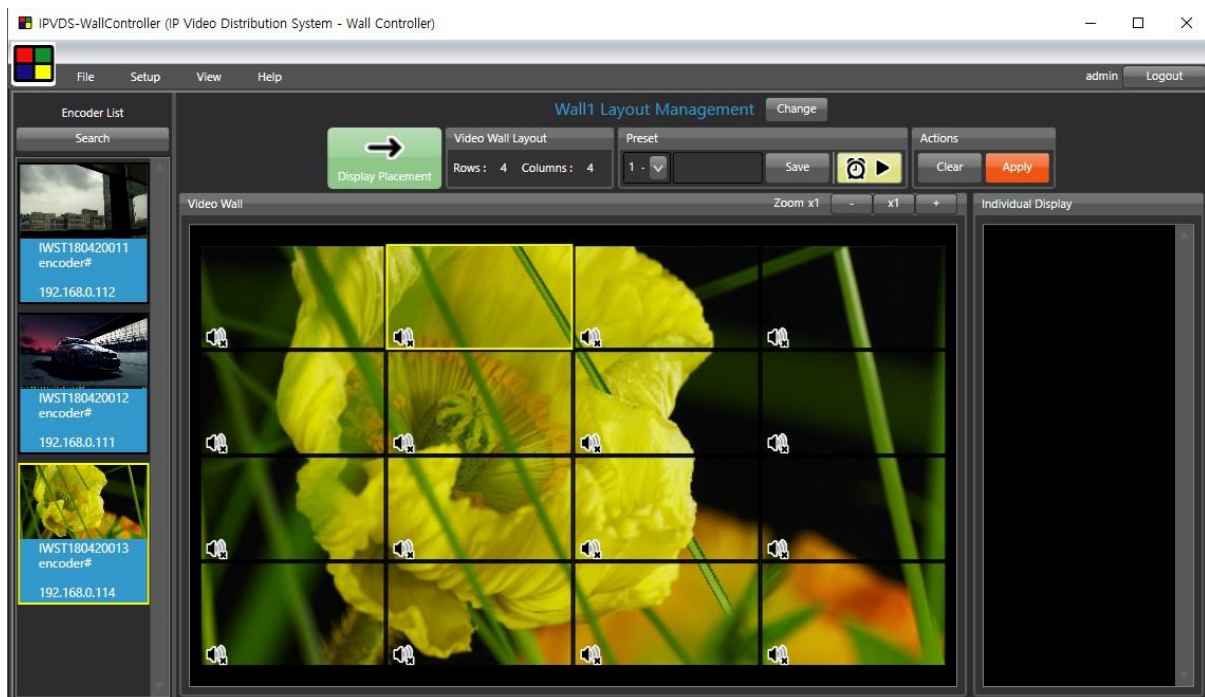 IPVDS-WallController (IP Video Distribution System - Wall Controller)
File Setup View Help
admin Logout
Encoder List
Search
IWST180420011
encoder#
192.168.0.112
IWST180420012
encoder#
192.168.0.111
IWST180420013
encoder#
192.168.0.114
Wall1 Layout Management Change
Display Placement
Video Wall Layout
Rows : 4 Columns : 4
Preset
1 -
Save
Actions
Clear Apply
Video Wall
Zoom x1 - x1 +
Individual Display